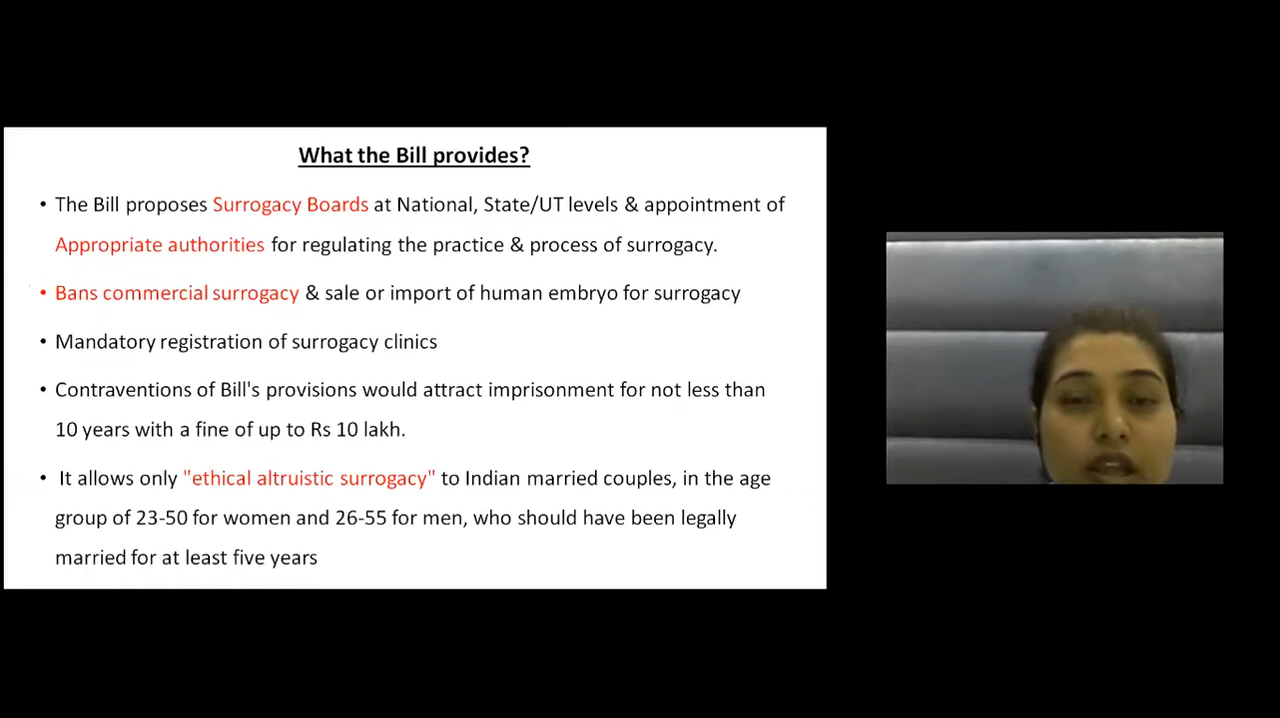 What the Bill provides?
• The Bill proposes Surrogacy Boards at National, State/UT levels & appointment of
Appropriate authorities for regulating the practice & process of surrogacy.
• Bans commercial surrogacy & sale or import of human embryo for surrogacy
• Mandatory registration of surrogacy clinics
• Contraventions of Bill's provisions would attract imprisonment for not less than
10 years with a fine of up to Rs 10 lakh.
• It allows only "ethical altruistic surrogacy" to Indian married couples, in the age
group of 23-50 for women and 26-55 for men, who should have been legally
married for at least five years